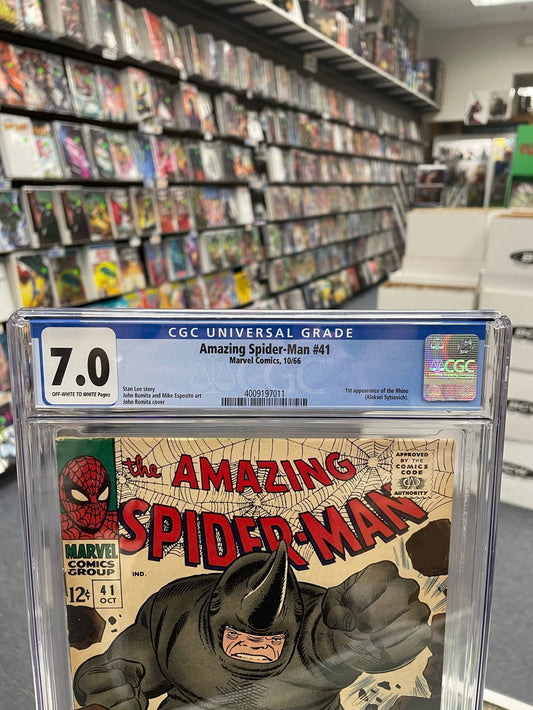 CGC UNIVERSAL GRADE
7.0
OFF-WHITE TO WHITE Pages
Amazing Spider-Man #41
Marvel Comics, 10/66
Stan Lee story
John Romita and Mike Esposito art
John Romita cover
4009197011
1st appearance of the Rhino
(Aleksei Sytsevich).
CGC
the AMAZING
SPIDER-MAN
APPROVED
BY THE
COMICS
CODE
AUTHORITY
MARVEL
COMICS
GROUP
IND.
12¢
41
OCT